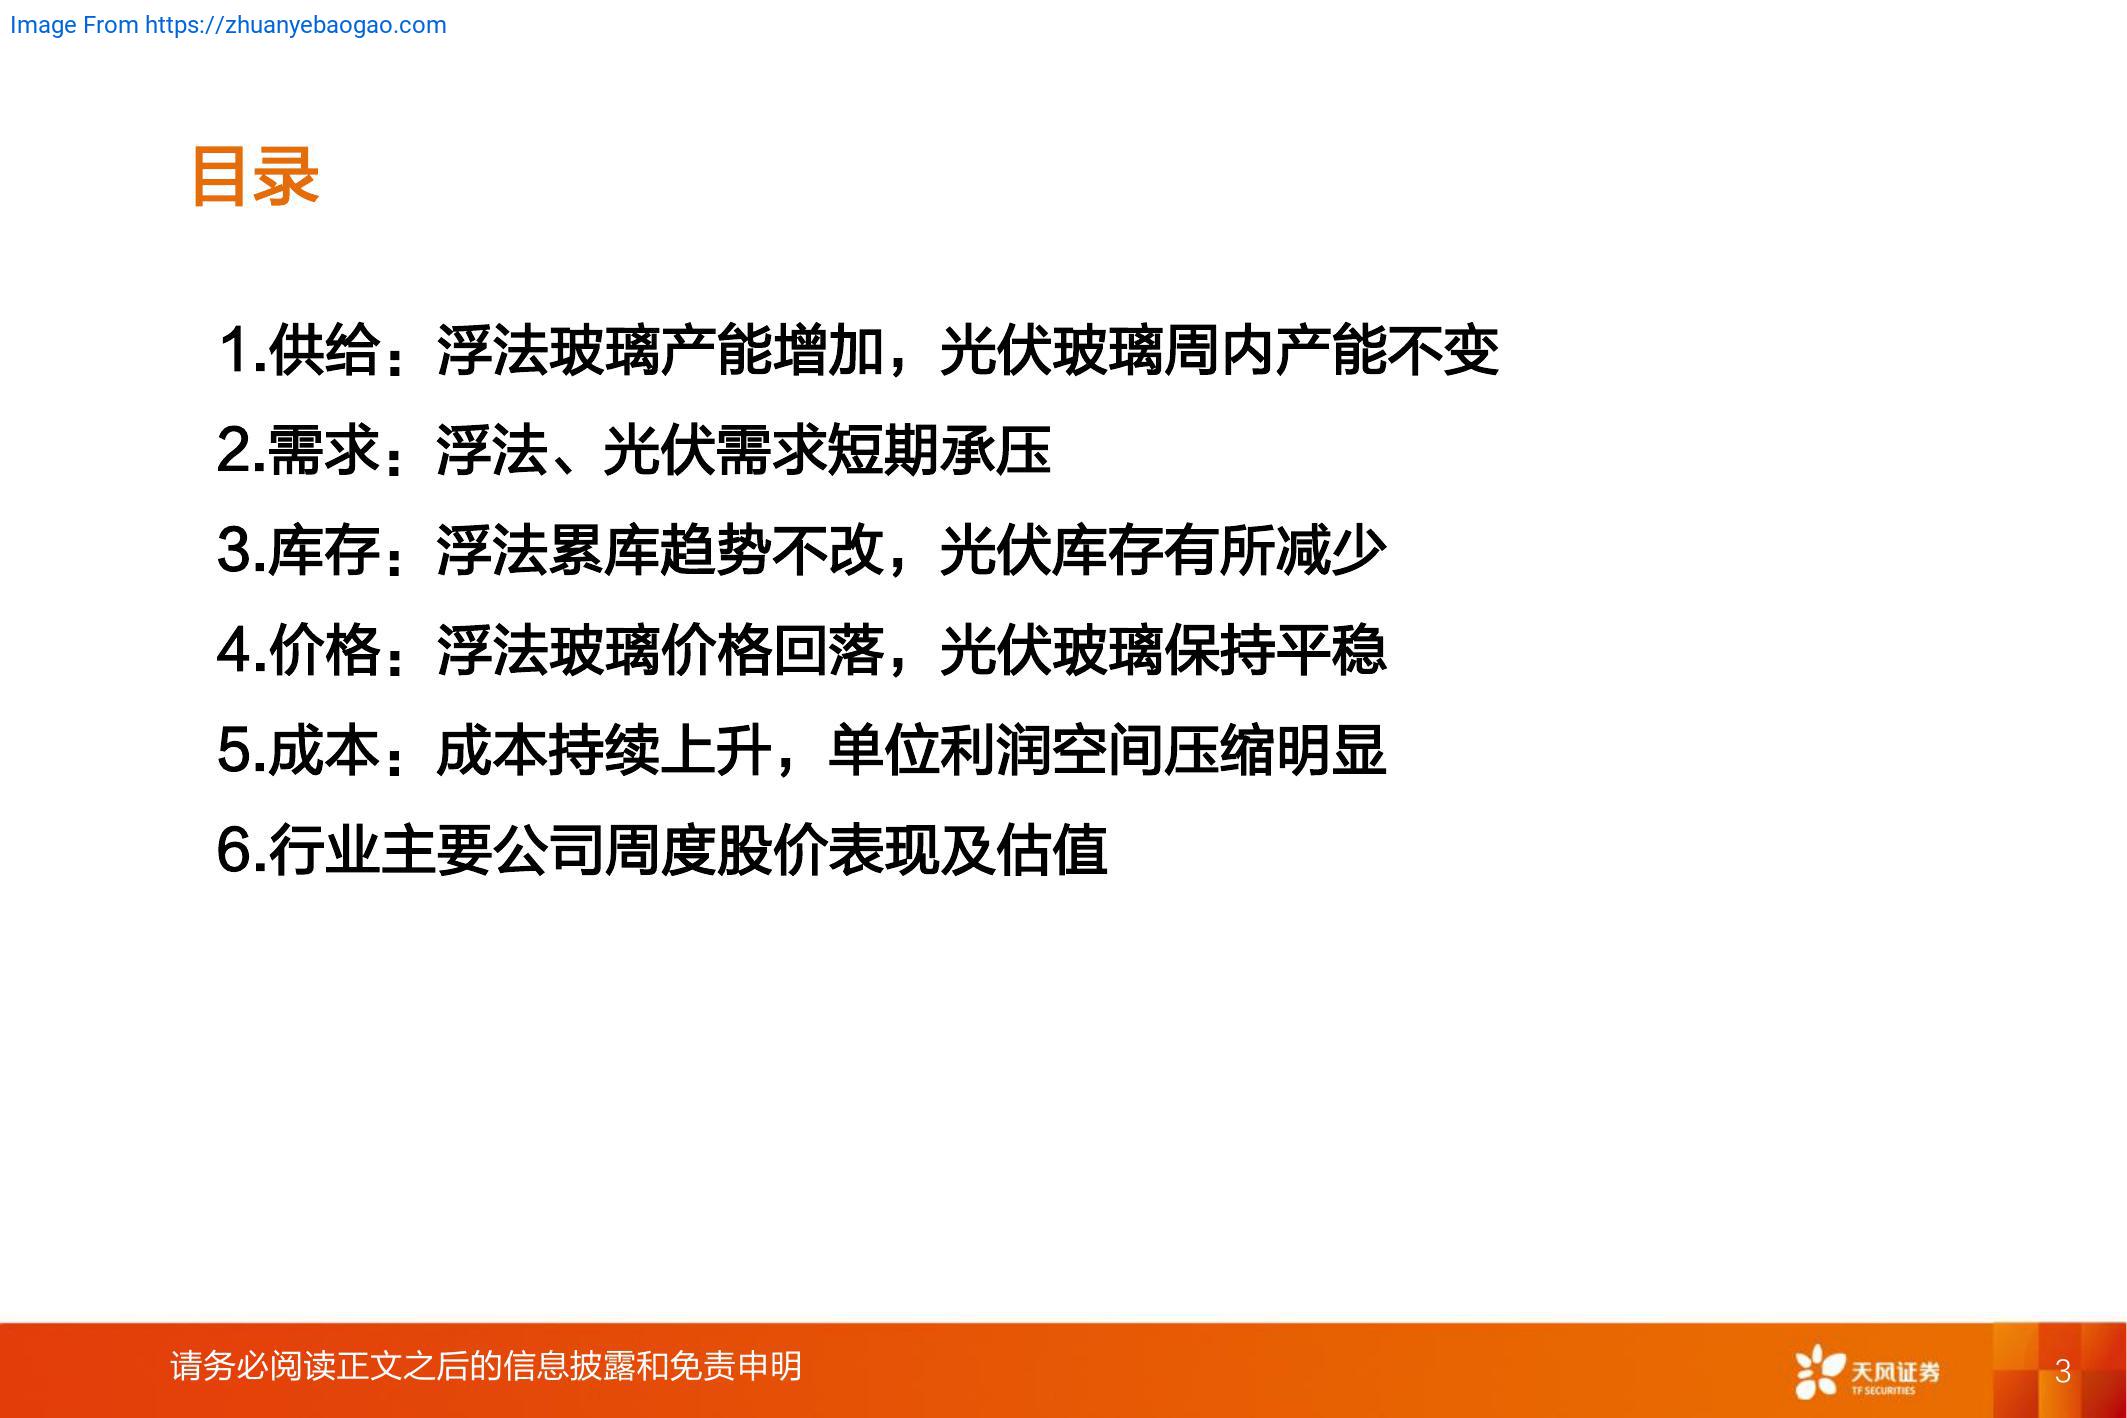 Image From https://zhuanyebaogao.com
目录
1.供给：浮法玻璃产能增加，光伏玻璃周内产能不变
2.需求：浮法、光伏需求短期承压
3.库存：浮法累库趋势不改，光伏库存有所减少
4.价格：浮法玻璃价格回落，光伏玻璃保持平稳
5.成本：成本持续上升，单位利润空间压缩明显
6.行业主要公司周度股价表现及估值
请务必阅读正文之后的信息披露和免责申明
天风证券
TF SECURITIES
3